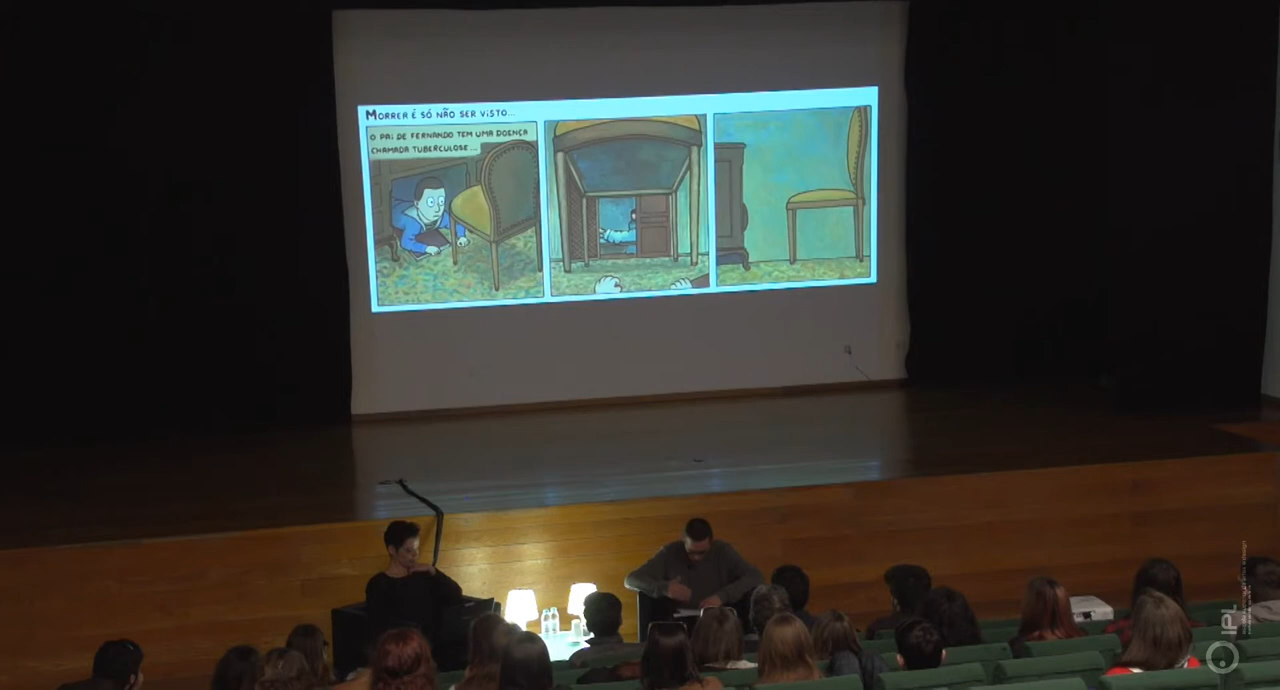 MORRER É SÓ NÃO SER VISTO...
O PAI DE FERNANDO TEM UMA DOENÇA
CHAMADA TUBERCULOSE...
IPL